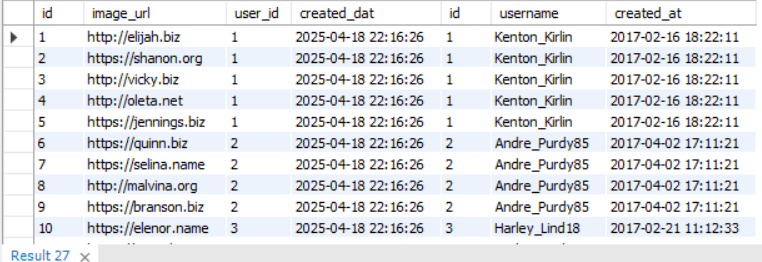 id image_url user_id created_dat id username created_at
1 http://elijah.biz 1 2025-04-18 22:16:26 1 Kenton_Kirlin 2017-02-16 18:22:11
2 https://shanon.org 1 2025-04-18 22:16:26 1 Kenton_Kirlin 2017-02-16 18:22:11
3 http://vicky.biz 1 2025-04-18 22:16:26 1 Kenton_Kirlin 2017-02-16 18:22:11
4 http://oleta.net 1 2025-04-18 22:16:26 1 Kenton_Kirlin 2017-02-16 18:22:11
5 https://jennings.biz 1 2025-04-18 22:16:26 1 Kenton_Kirlin 2017-02-16 18:22:11
6 https://quinn.biz 2 2025-04-18 22:16:26 2 Andre_Purdy85 2017-04-02 17:11:21
7 https://selina.name 2 2025-04-18 22:16:26 2 Andre_Purdy85 2017-04-02 17:11:21
8 http://malvina.org 2 2025-04-18 22:16:26 2 Andre_Purdy85 2017-04-02 17:11:21
9 https://branson.biz 2 2025-04-18 22:16:26 2 Andre_Purdy85 2017-04-02 17:11:21
10 https://elenor.name 3 2025-04-18 22:16:26 3 Harley_Lind18 2017-02-21 11:12:33
Result 27